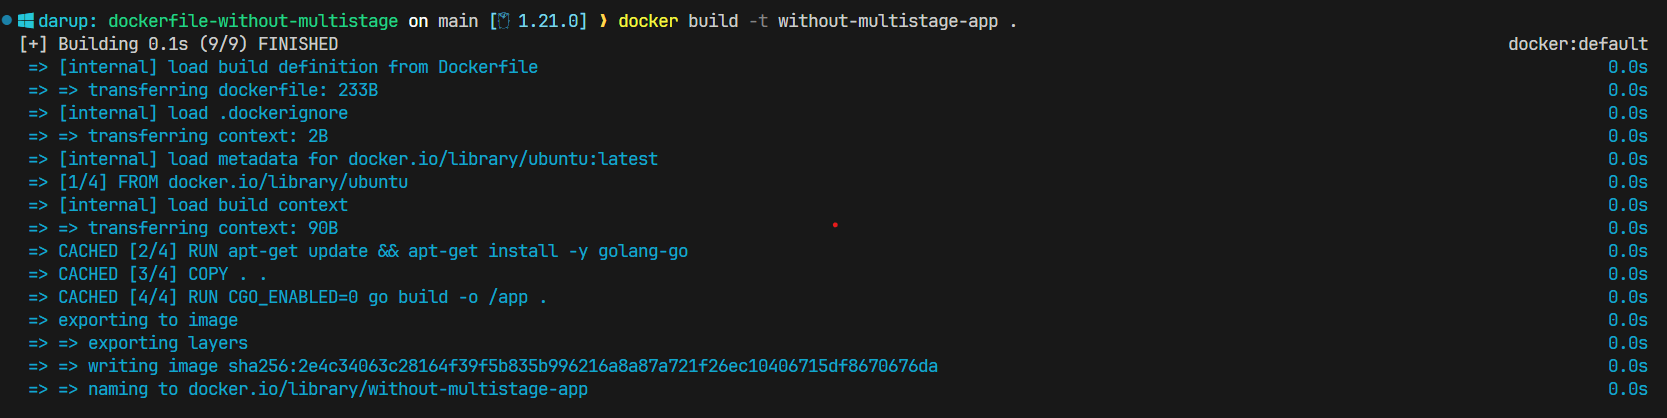 darup: dockerfile-without-multistage on main [ 1.21.0] ❯ docker build -t without-multistage-app .
[+] Building 0.1s (9/9) FINISHED docker:default
=> [internal] load build definition from Dockerfile 0.0s
=> => transferring dockerfile: 233B 0.0s
=> [internal] load .dockerignore 0.0s
=> => transferring context: 2B 0.0s
=> [internal] load metadata for docker.io/library/ubuntu:latest 0.0s
=> [1/4] FROM docker.io/library/ubuntu 0.0s
=> [internal] load build context 0.0s
=> => transferring context: 90B 0.0s
=> CACHED [2/4] RUN apt-get update && apt-get install -y golang-go 0.0s
=> CACHED [3/4] COPY . . 0.0s
=> CACHED [4/4] RUN CGO_ENABLED=0 go build -o /app . 0.0s
=> exporting to image 0.0s
=> => exporting layers 0.0s
=> => writing image sha256:2e4c34063c28164f39f5b835b996216a8a87a721f26ec10406715df8670676da 0.0s
=> => naming to docker.io/library/without-multistage-app 0.0s